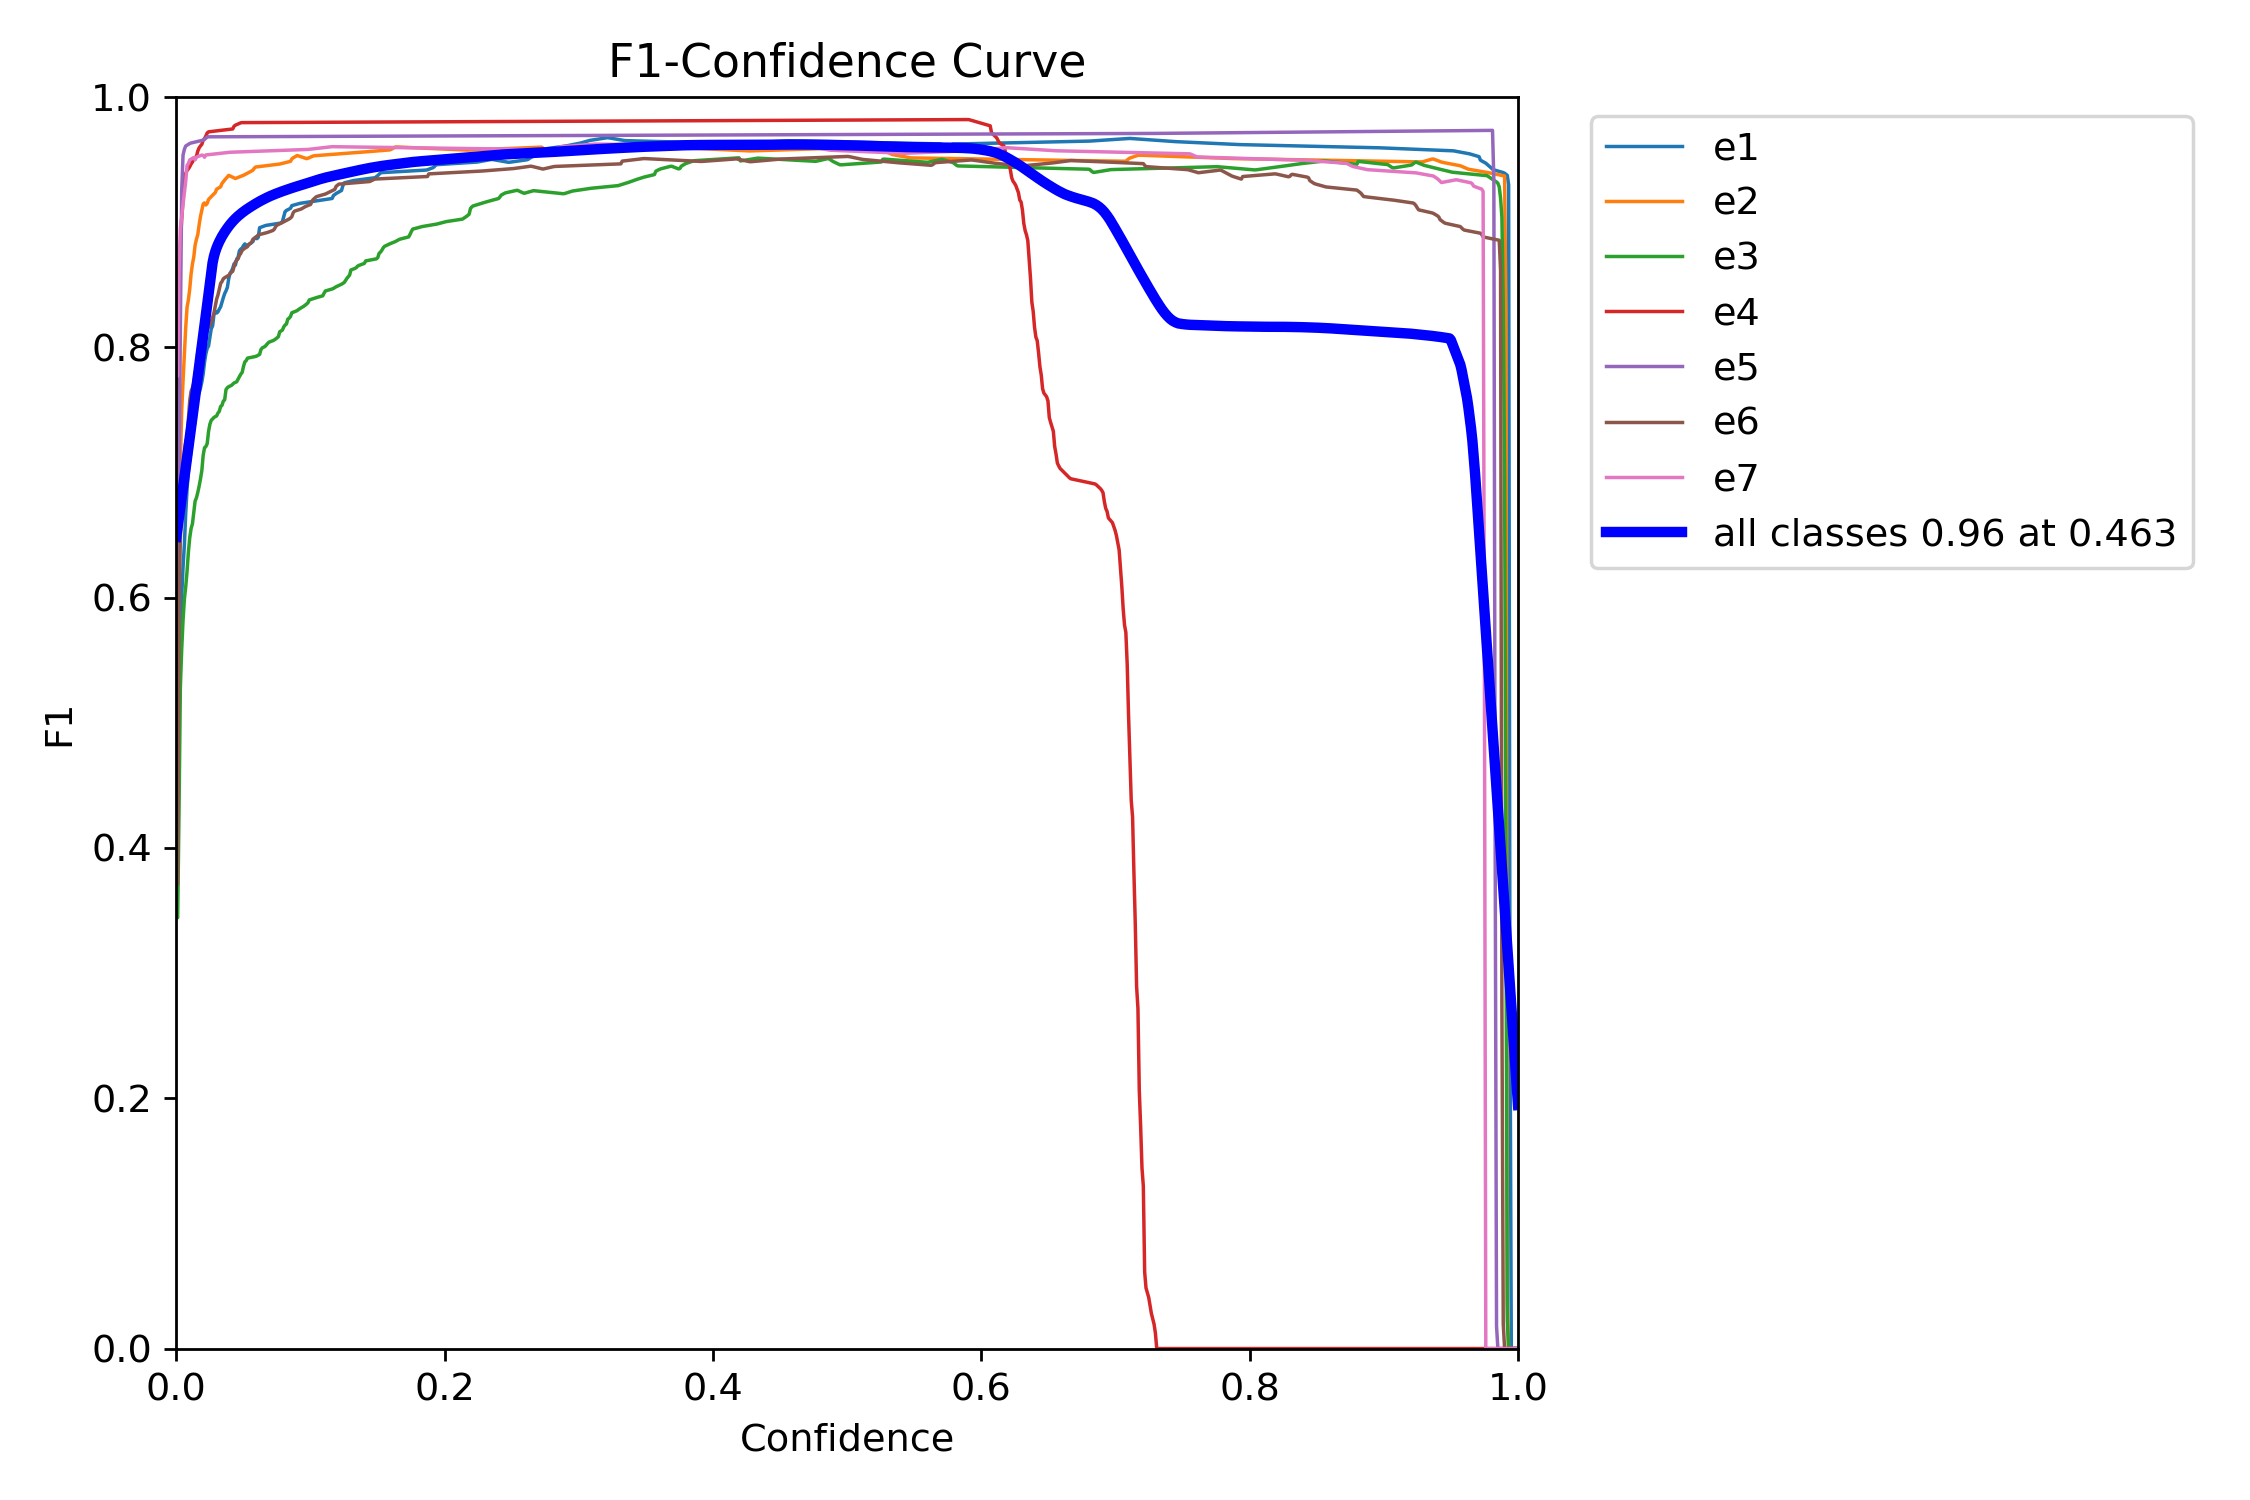 F1-Confidence Curve
1.0
0.8
0.6
0.4
0.2
0.0
F1
0.0 0.2 0.4 0.6 0.8 1.0
Confidence
e1
e2
e3
e4
e5
e6
e7
all classes 0.96 at 0.463